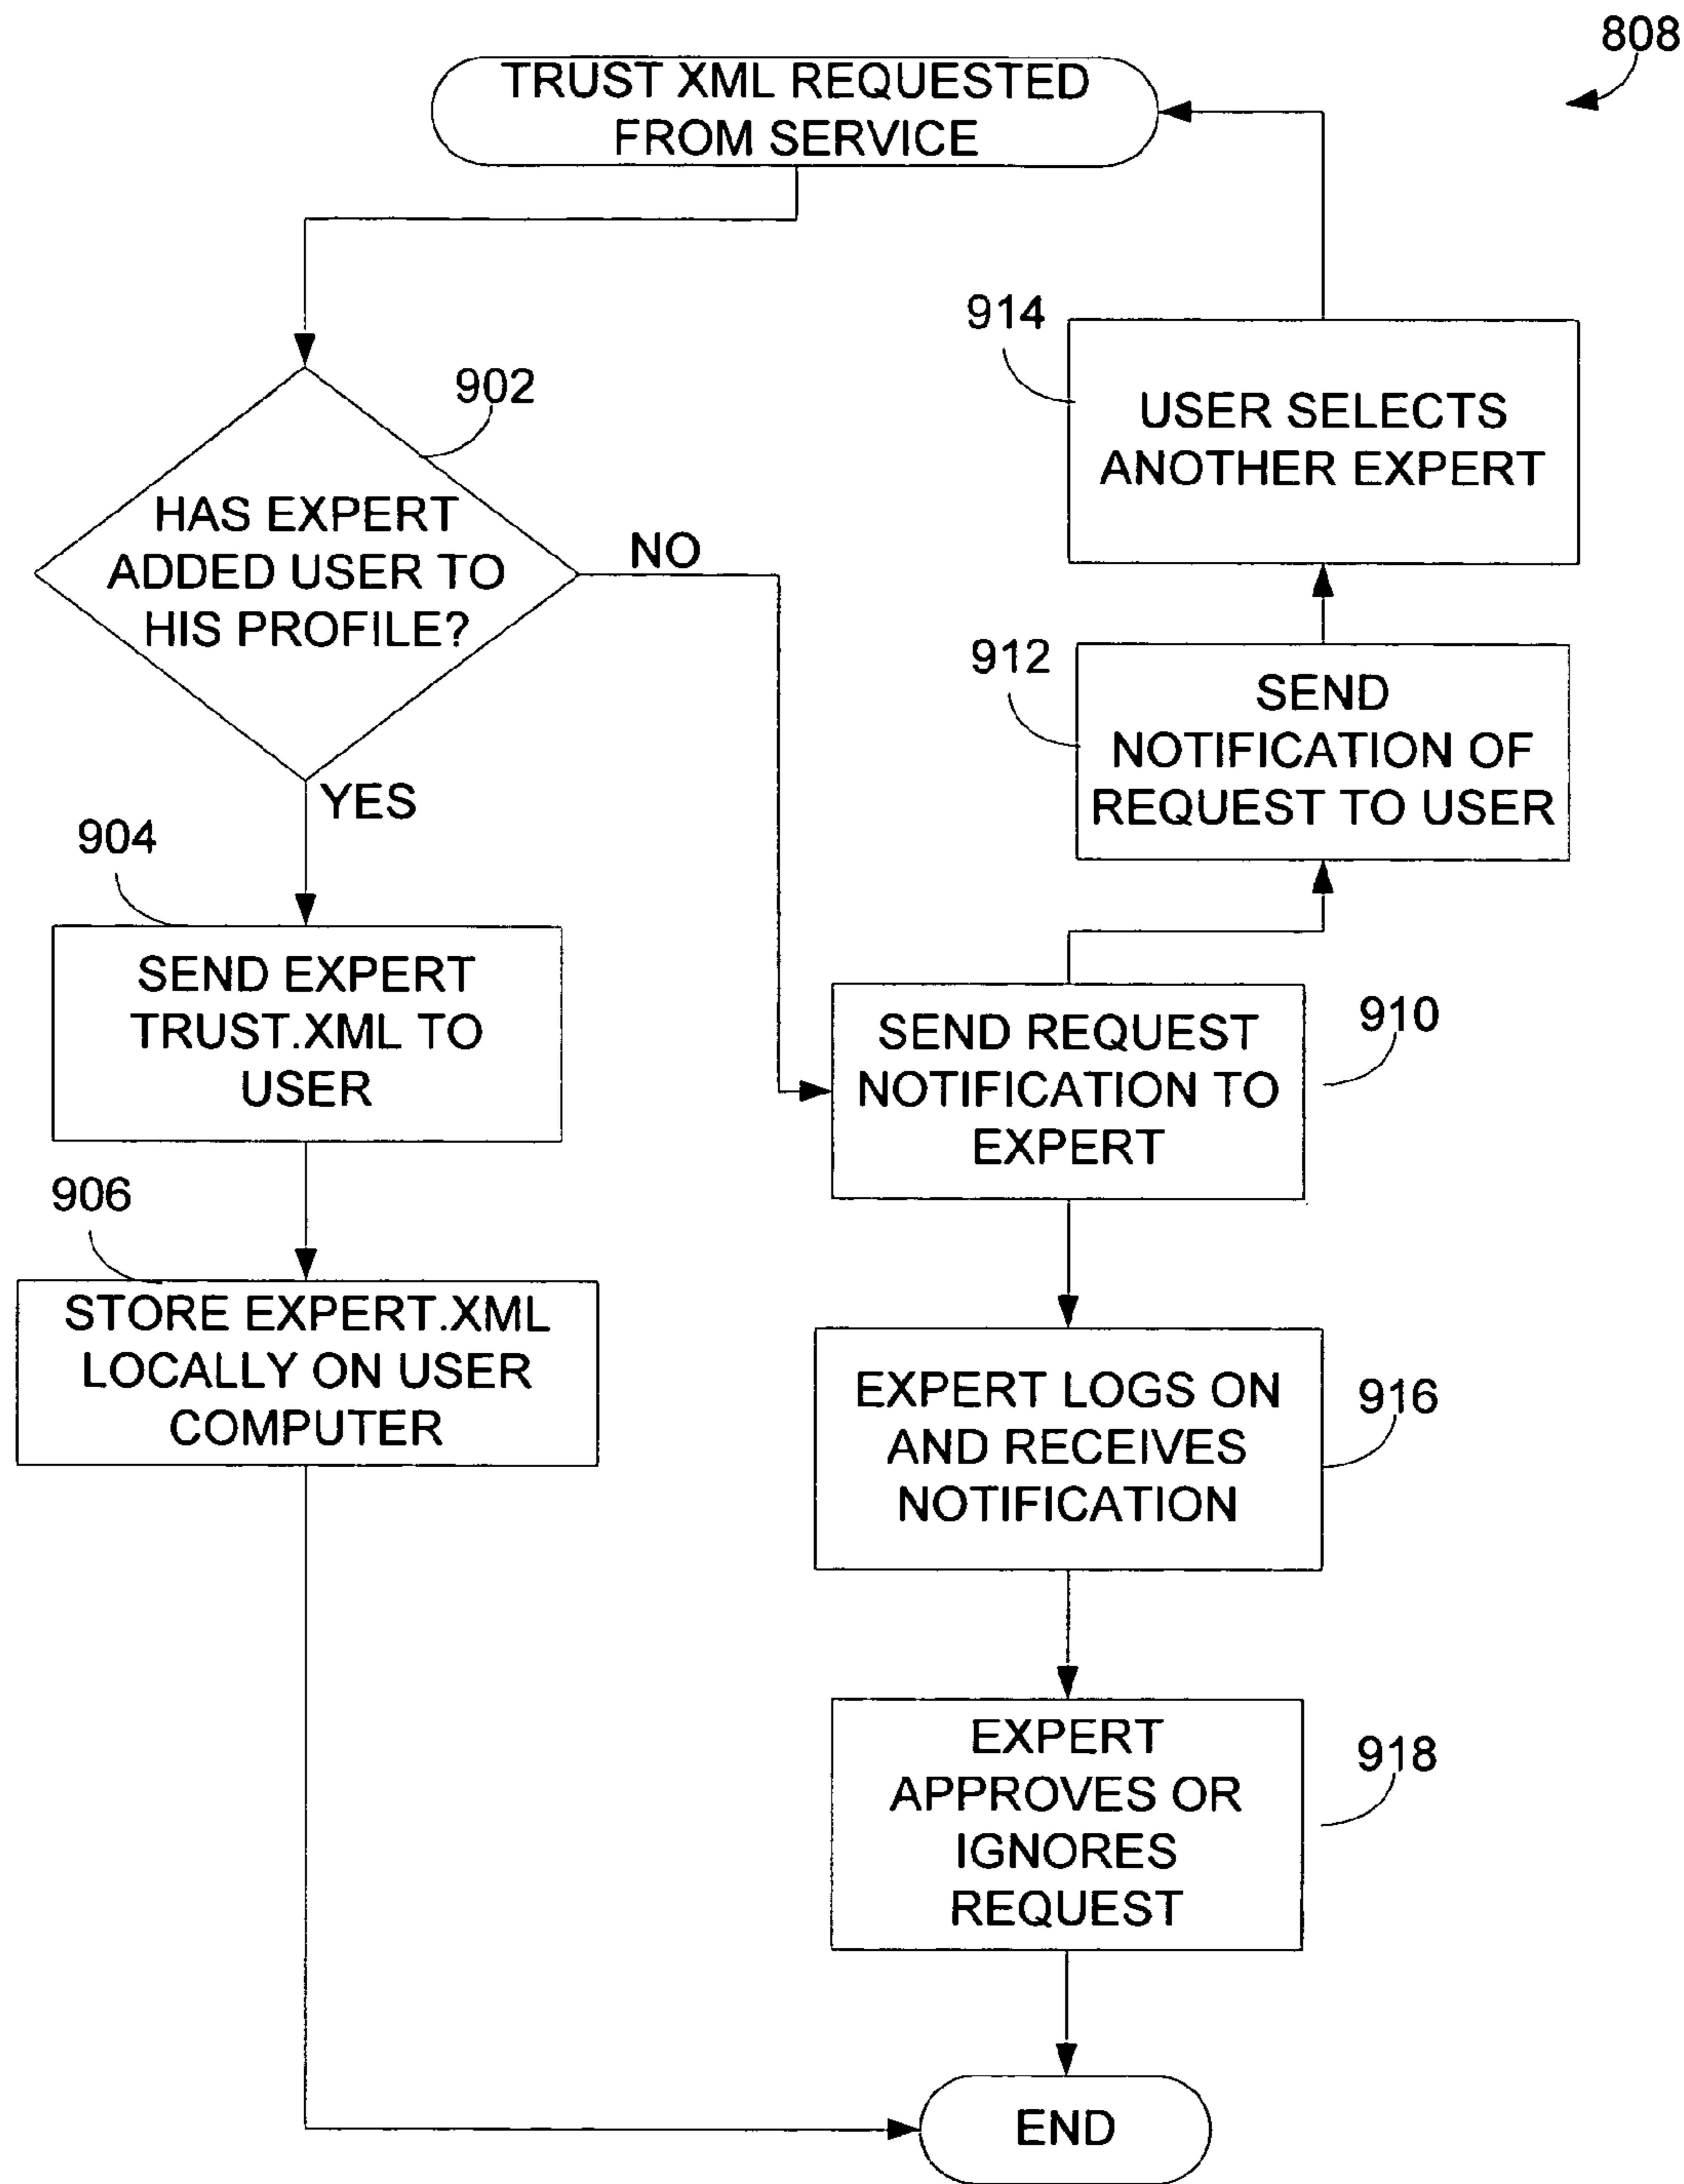 808
TRUST XML REQUESTED
FROM SERVICE
902
HAS EXPERT
ADDED USER TO
HIS PROFILE?
NO
YES
904
SEND EXPERT
TRUST.XML TO
USER
906
STORE EXPERT.XML
LOCALLY ON USER
COMPUTER
914
USER SELECTS
ANOTHER EXPERT
912
SEND
NOTIFICATION OF
REQUEST TO USER
910
SEND REQUEST
NOTIFICATION TO
EXPERT
916
EXPERT LOGS ON
AND RECEIVES
NOTIFICATION
918
EXPERT
APPROVES OR
IGNORES
REQUEST
END